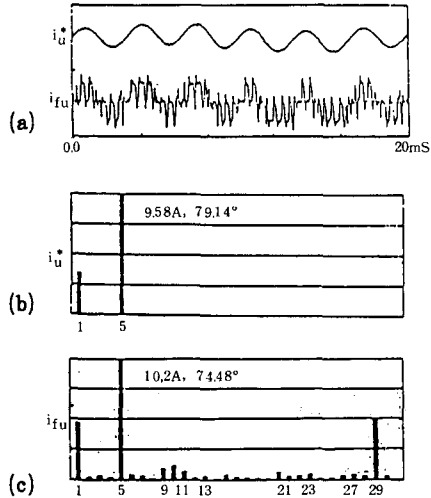 i*u
ifu
(a)
0.0 20mS
9.58A, 79.14°
i*u
(b)
1 5
10,2A, 74.48°
ifu
(c)
1 5 9 11 13 21 23 27 29